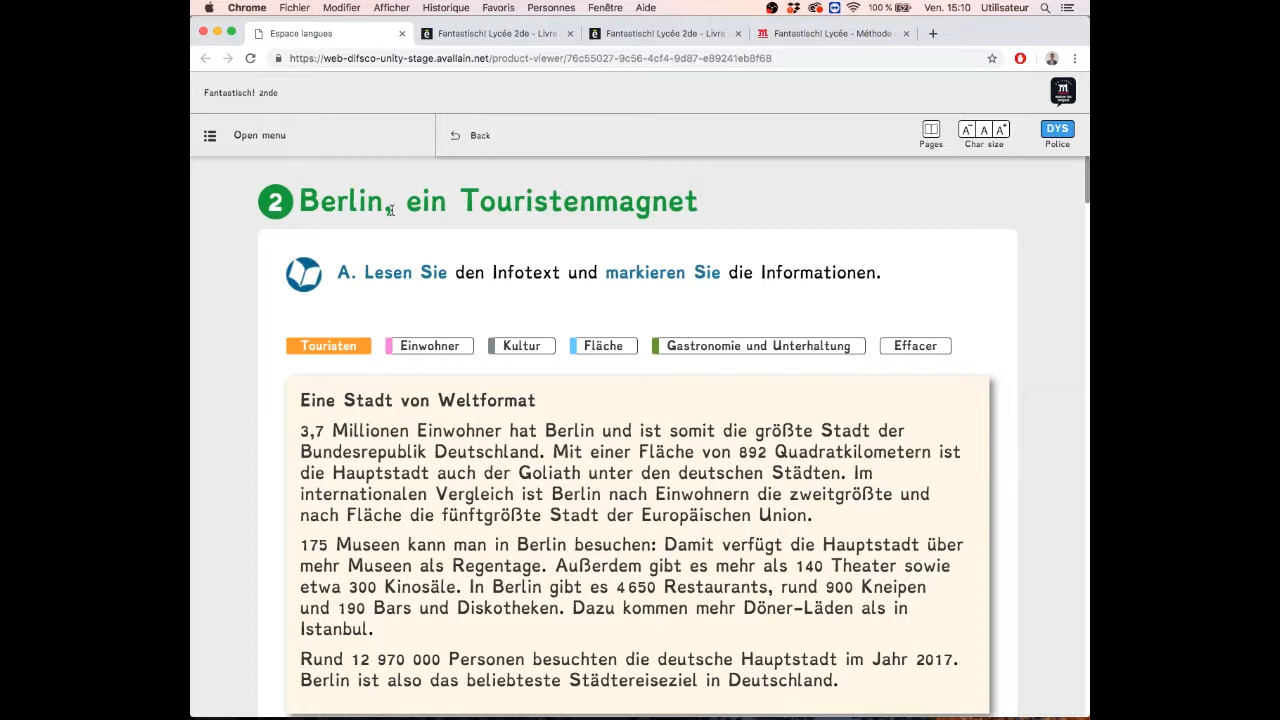 Chrome Fichier Modifier Afficher Historique Favoris Personnes Fenêtre Aide 100 % Ven. 15:10 Utilisateur
Espace langues Fantastisch! Lycée 2de - Livre Fantastisch! Lycée 2de - Livre Fantastisch! Lycée - Méthode
https://web-difsco-unity-stage.avallain.net/product-viewer/76c55027-9c56-4cf4-9d87-e89241eb8f68
Fantastisch! 2nde
Open menu Back A- A A+ DYS
Pages Char size Police
2 Berlin, ein Touristenmagnet
A. Lesen Sie den Infotext und markieren Sie die Informationen.
Touristen Einwohner Kultur Fläche Gastronomie und Unterhaltung Effacer
Eine Stadt von Weltformat
3,7 Millionen Einwohner hat Berlin und ist somit die größte Stadt der
Bundesrepublik Deutschland. Mit einer Fläche von 892 Quadratkilometern ist
die Hauptstadt auch der Goliath unter den deutschen Städten. Im
internationalen Vergleich ist Berlin nach Einwohnern die zweitgrößte und
nach Fläche die fünftgrößte Stadt der Europäischen Union.
175 Museen kann man in Berlin besuchen: Damit verfügt die Hauptstadt über
mehr Museen als Regentage. Außerdem gibt es mehr als 140 Theater sowie
etwa 300 Kinosäle. In Berlin gibt es 4 650 Restaurants, rund 900 Kneipen
und 190 Bars und Diskotheken. Dazu kommen mehr Döner-Läden als in
Istanbul.
Rund 12 970 000 Personen besuchten die deutsche Hauptstadt im Jahr 2017.
Berlin ist also das beliebteste Städtereiseziel in Deutschland.